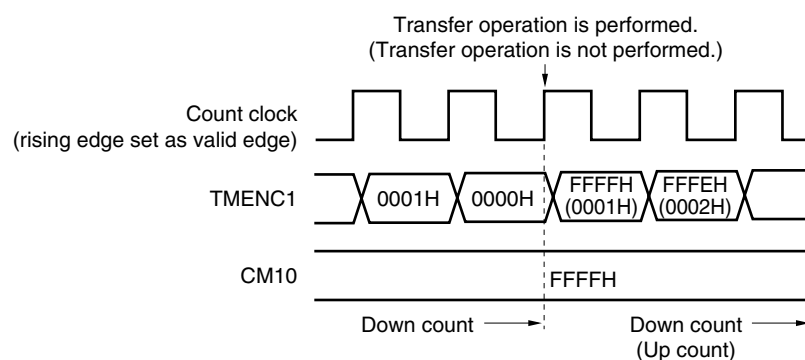 Transfer operation is performed.
(Transfer operation is not performed.)
Count clock
(rising edge set as valid edge)
TMENC1
0001H
0000H
FFFFH
(0001H)
FFFEH
(0002H)
CM10
FFFFH
Down count
Down count
(Up count)